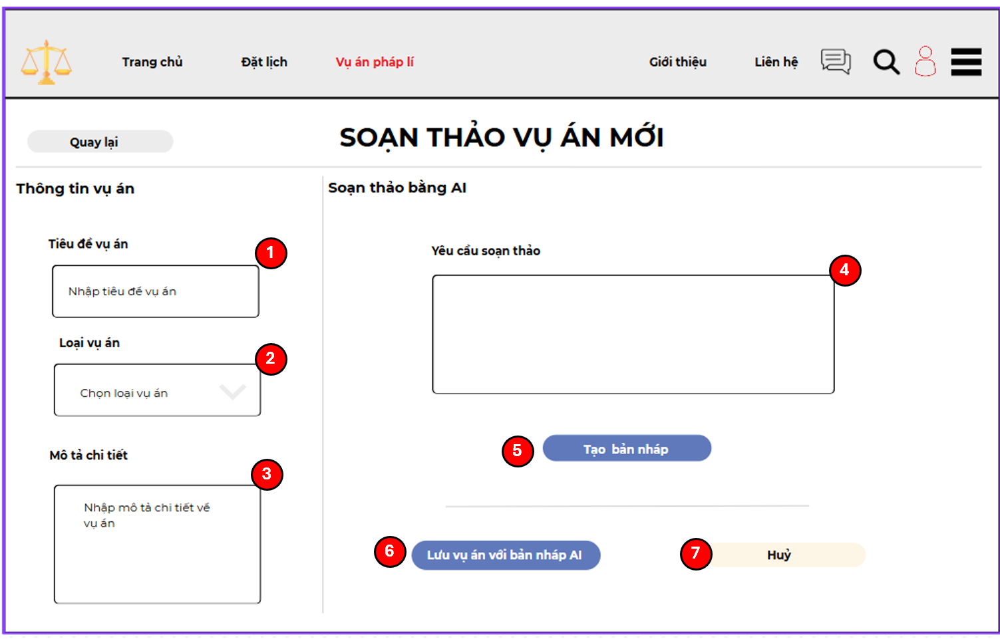 Trang chủ
Đặt lịch
Vụ án pháp lí
Giới thiệu
Liên hệ
Quay lại
SOẠN THẢO VỤ ÁN MỚI
Thông tin vụ án
Tiêu đề vụ án
1
Nhập tiêu đề vụ án
Loại vụ án
2
Chọn loại vụ án
Mô tả chi tiết
3
Nhập mô tả chi tiết về
vụ án
Soạn thảo bằng AI
Yêu cầu soạn thảo
4
5
Tạo bản nháp
6
Lưu vụ án với bản nháp AI
7
Huỷ